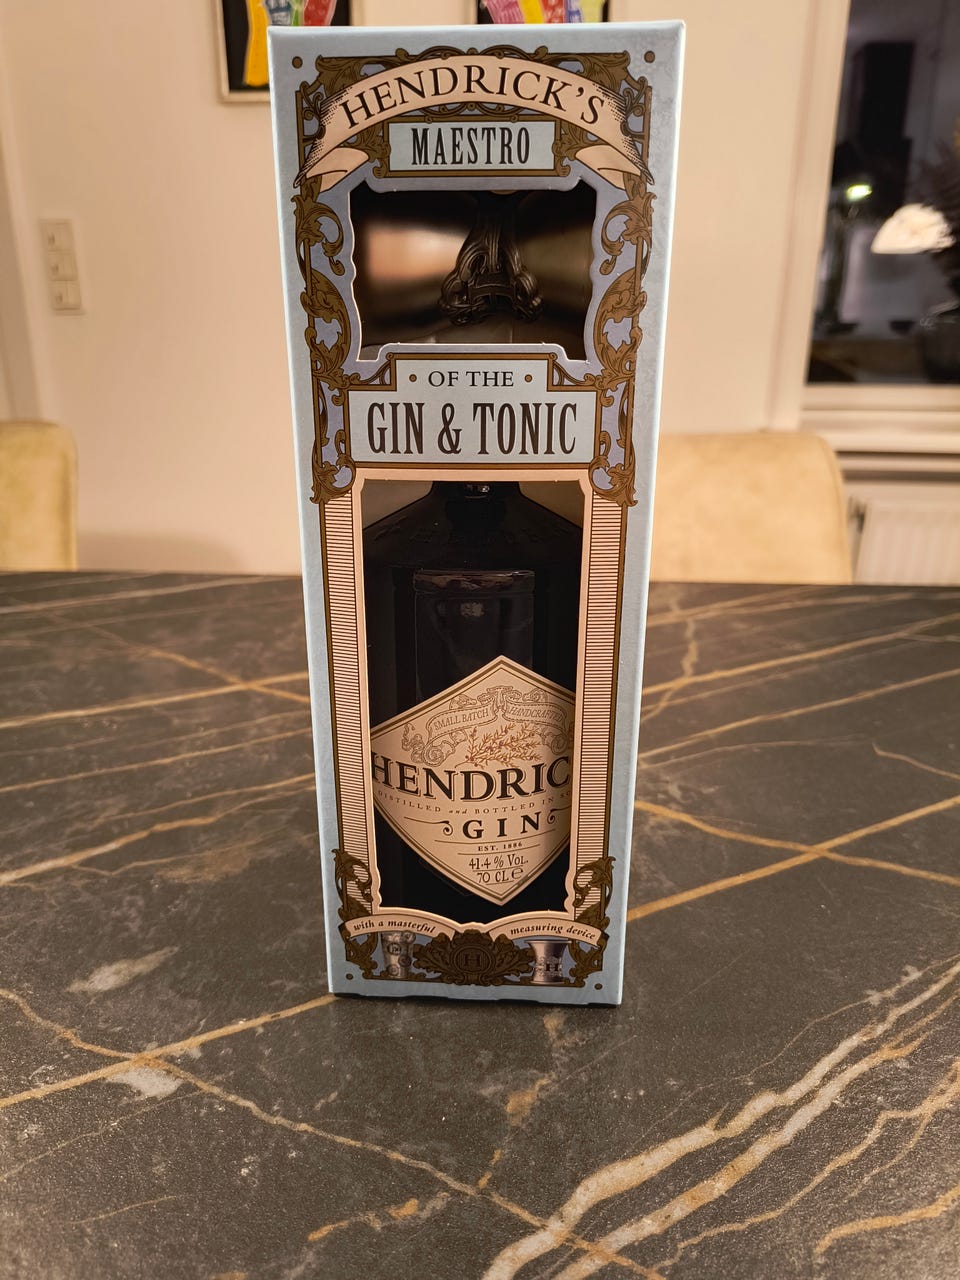 HENDRICK'S
MAESTRO
OF THE
GIN & TONIC
SMALL BATCH HANDCRAFTED
HENDRIC
DISTILLED and BOTTLED IN SC
GIN
EST. 1886
41.4 % VOL.
70 CL e
with a masterful measuring device
H
H